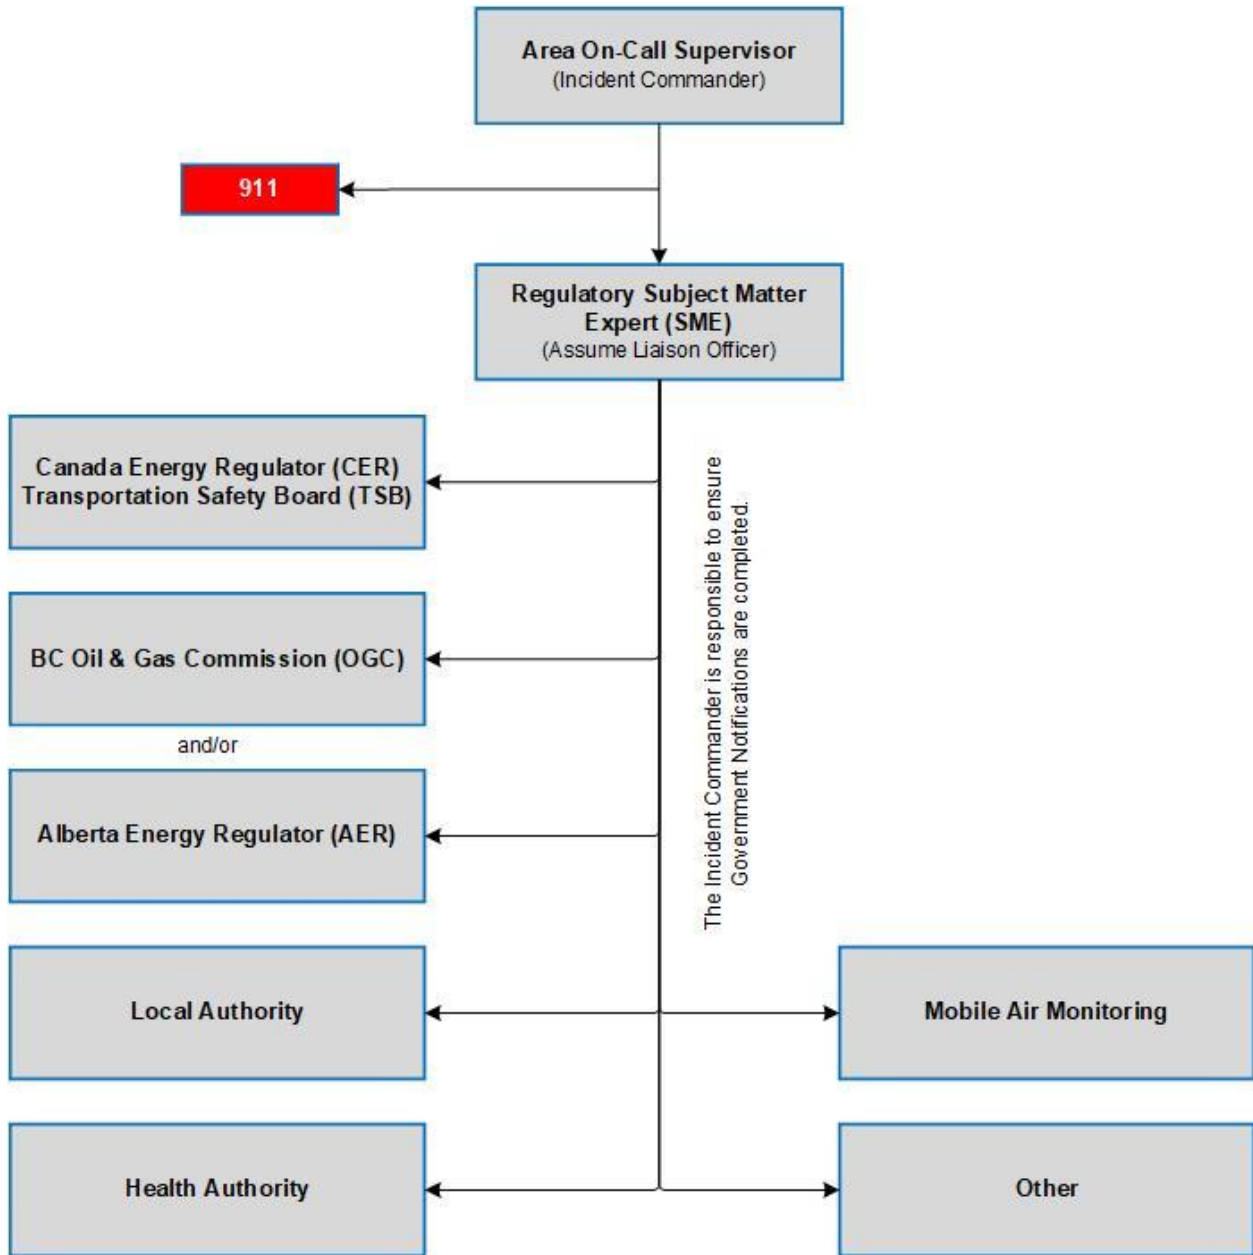 Area On-Call Supervisor
(Incident Commander)
911
Regulatory Subject Matter
Expert (SME)
(Assume Liaison Officer)
Canada Energy Regulator (CER)
Transportation Safety Board (TSB)
The Incident Commander is responsible to ensure
Government Notifications are completed.
BC Oil & Gas Commission (OGC)
and/or
Alberta Energy Regulator (AER)
Local Authority
Mobile Air Monitoring
Health Authority
Other